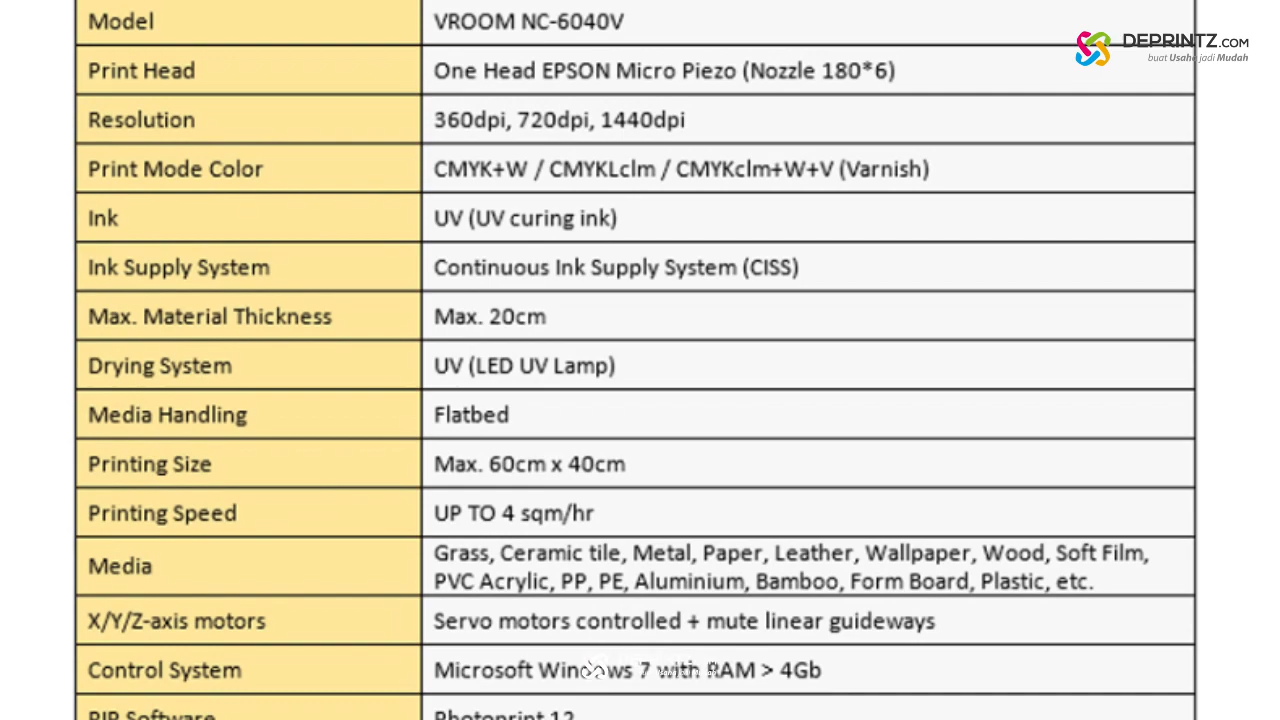 Model VROOM NC-6040V
DEPRINTZ.COM
buat Usaha jadi Mudah
Print Head One Head EPSON Micro Piezo (Nozzle 180*6)
Resolution 360dpi, 720dpi, 1440dpi
Print Mode Color CMYK+W / CMYKLclm / CMYKclm+W+V (Varnish)
Ink UV (UV curing ink)
Ink Supply System Continuous Ink Supply System (CISS)
Max. Material Thickness Max. 20cm
Drying System UV (LED UV Lamp)
Media Handling Flatbed
Printing Size Max. 60cm x 40cm
Printing Speed UP TO 4 sqm/hr
Media Grass, Ceramic tile, Metal, Paper, Leather, Wallpaper, Wood, Soft Film,
PVC Acrylic, PP, PE, Aluminium, Bamboo, Form Board, Plastic, etc.
X/Y/Z-axis motors Servo motors controlled + mute linear guideways
Control System Microsoft Windows 7 with RAM > 4Gb
RIP Software Photoprint 12